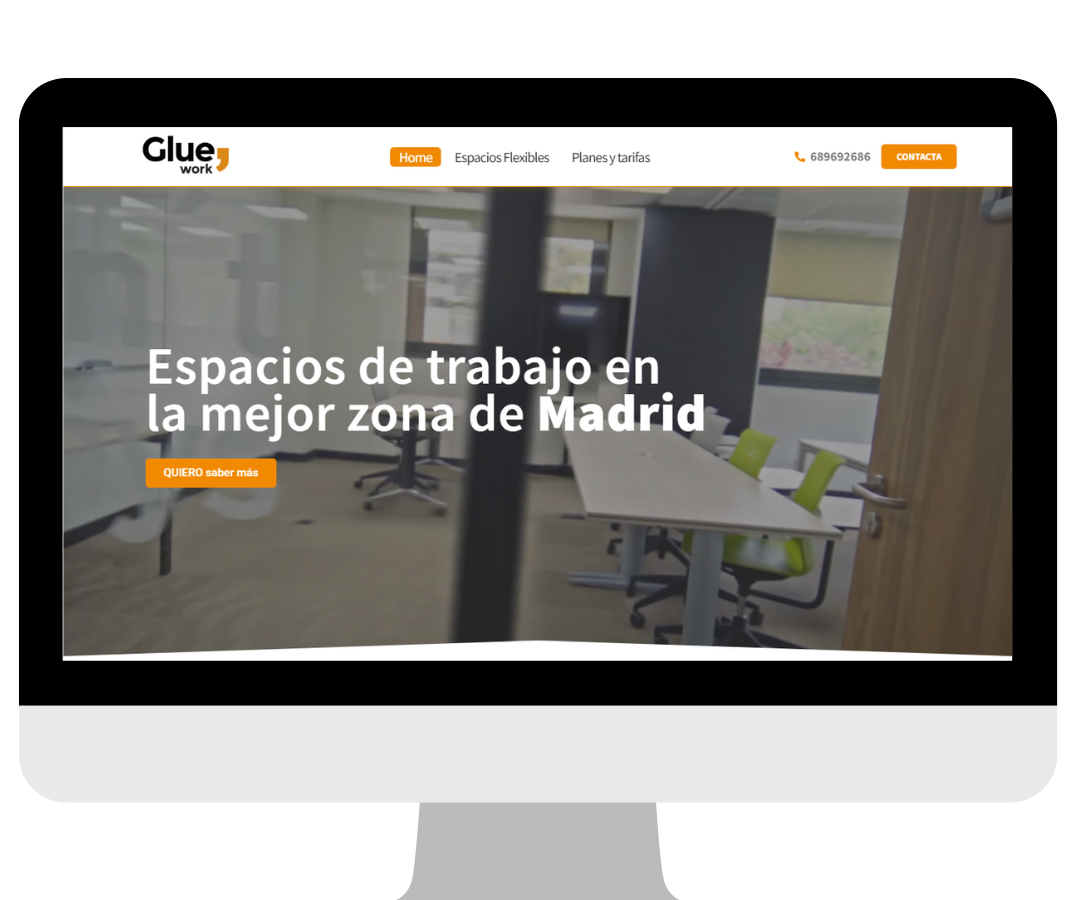 Glue,
work
Home
Espacios Flexibles
Planes y tarifas
689692686
CONTACTA
Espacios de trabajo en
la mejor zona de Madrid
QUIERO saber más